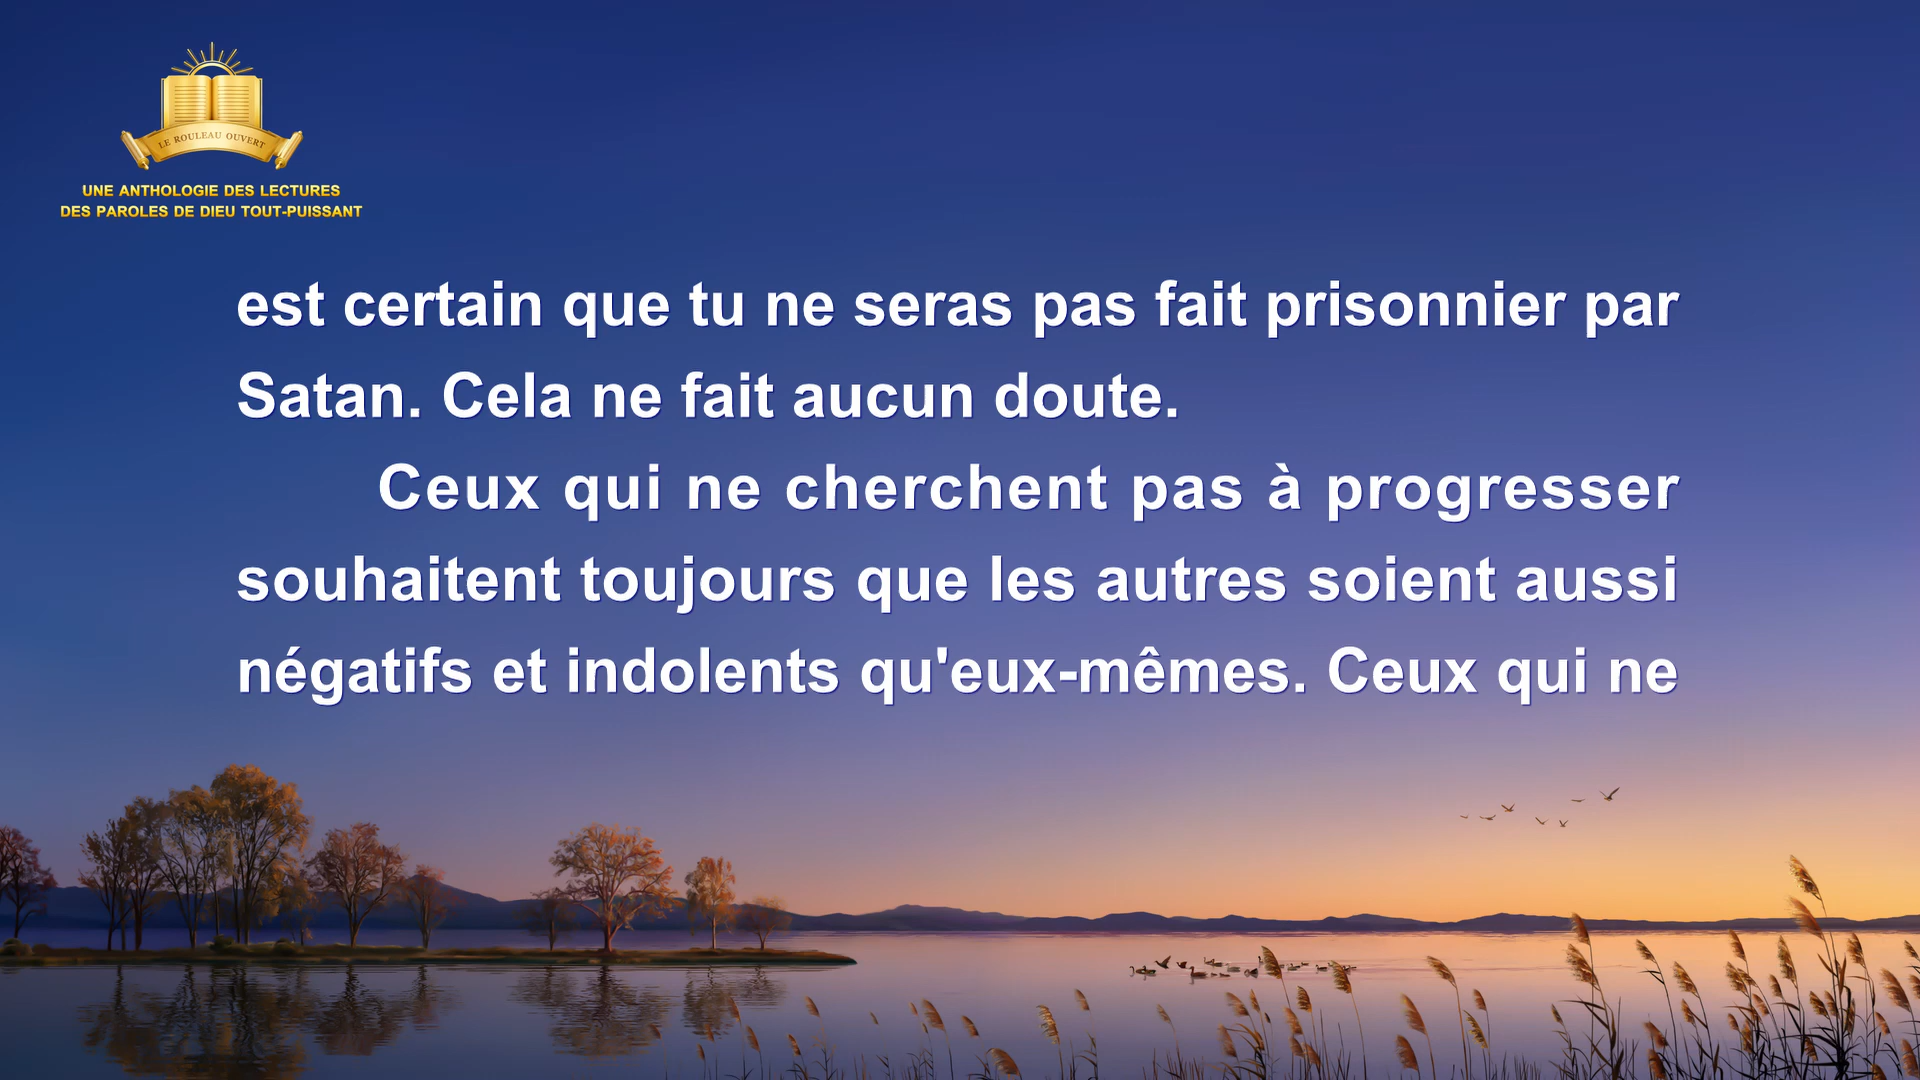 LE ROULEAU OUVERT
UNE ANTHOLOGIE DES LECTURES
DES PAROLES DE DIEU TOUT-PUISSANT
est certain que tu ne seras pas fait prisonnier par
Satan. Cela ne fait aucun doute.
Ceux qui ne cherchent pas à progresser
souhaitent toujours que les autres soient aussi
négatifs et indolents qu'eux-mêmes. Ceux qui ne